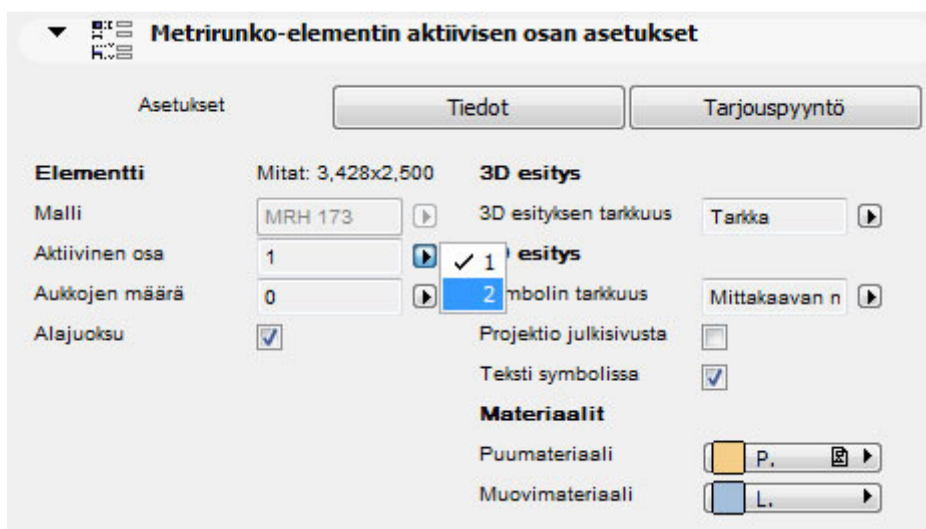 Metrirunko-elementin aktiivisen osan asetukset
Asetukset Tiedot Tarjouspyyntö
Elementti Mitat: 3,428x2,500 3D esitys
Malli MRH 173 3D esityksen tarkkuus Tarkka
Aktiivinen osa 1 1 esitys
Aukkojen määrä 0 2 mbolin tarkkuus Mittakaavan n
Alajuoksu Projektio julkisivusta
Teksti symbolissa
Materiaalit
Puumateriaali P.
Muovimateriaali L.